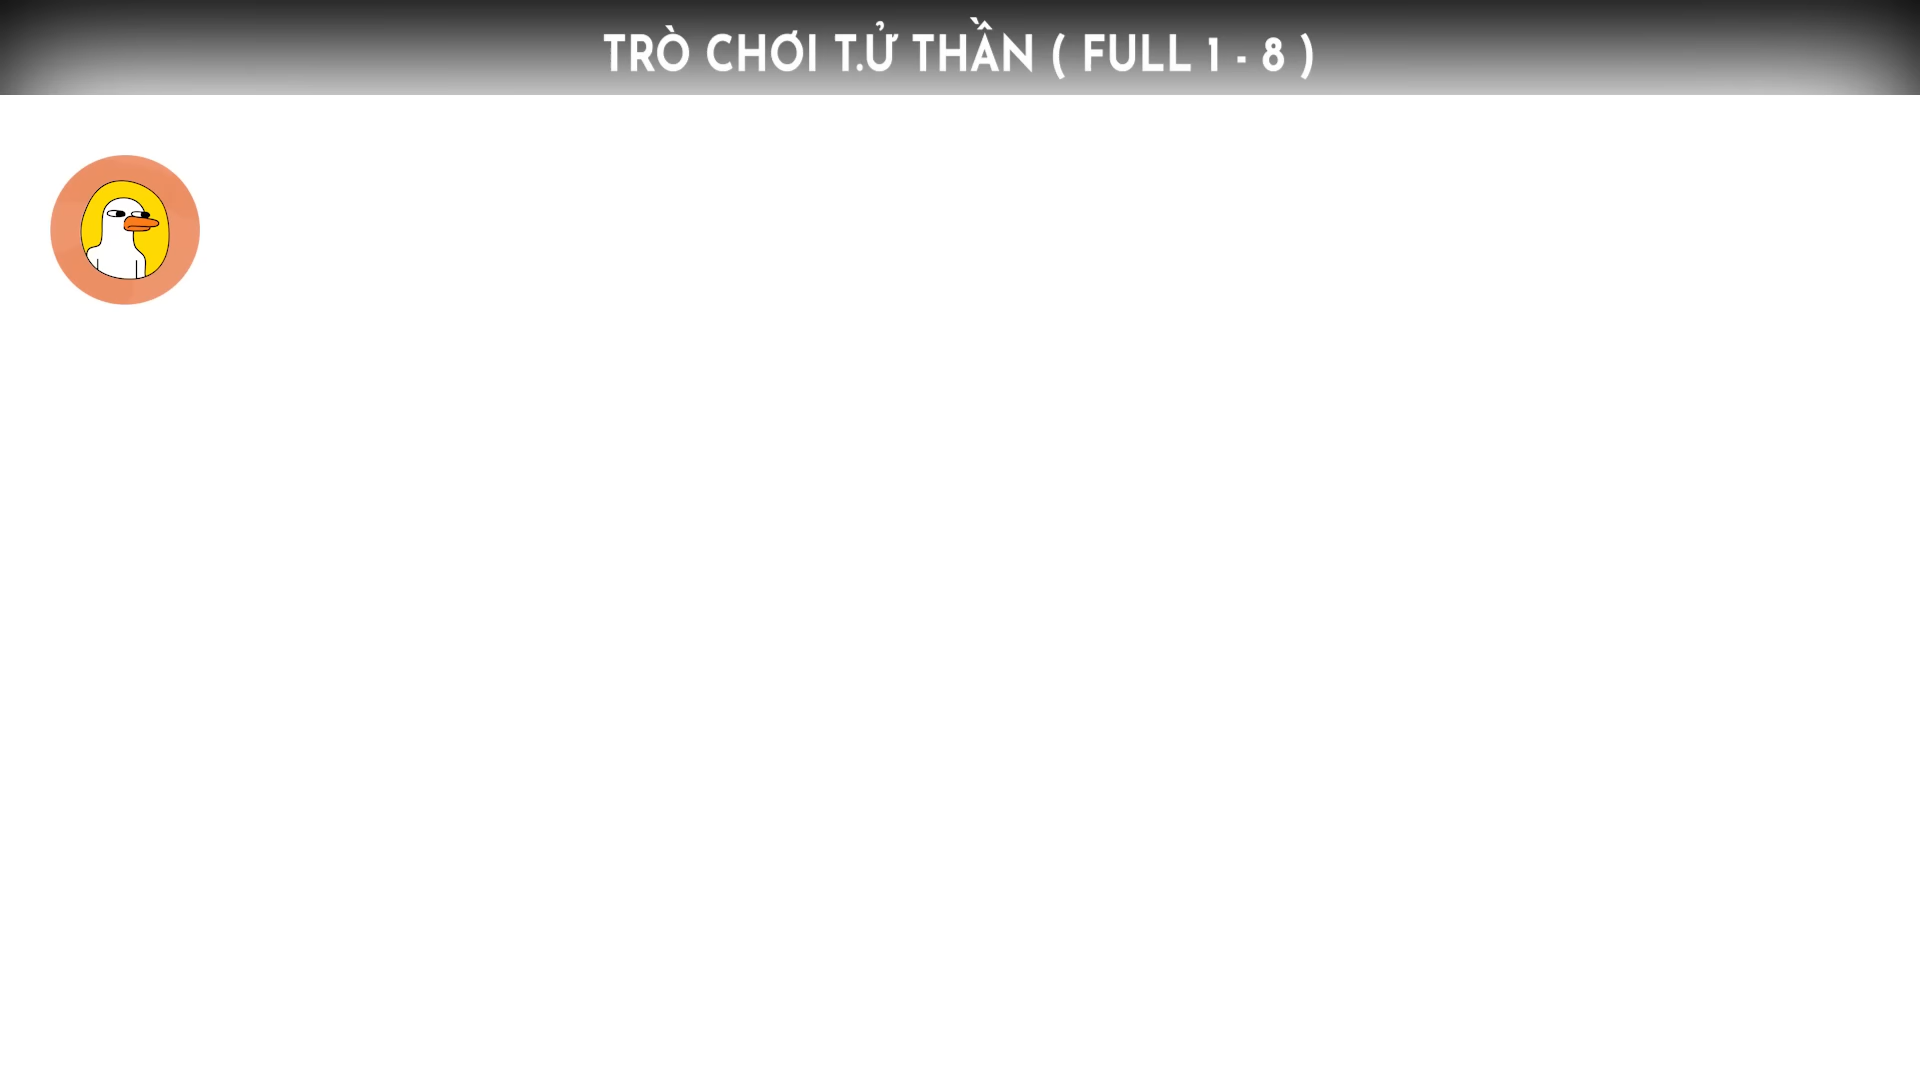 TRÒ CHƠI T.Ử THẦN ( FULL 1 - 8 )